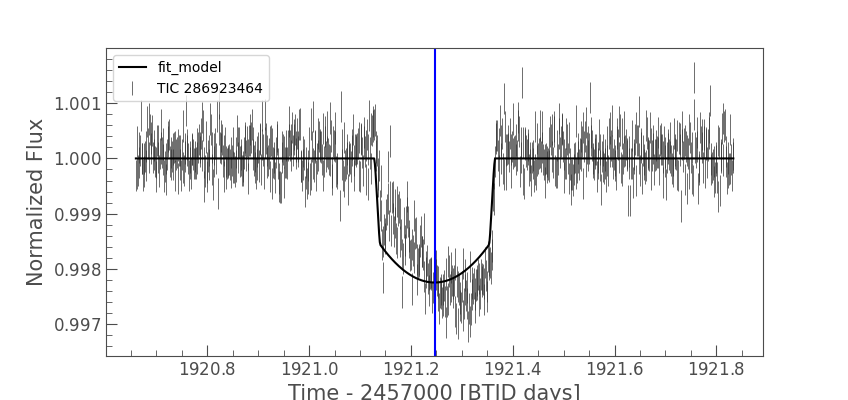 fit_model
TIC 286923464
1.001
1.000
0.999
0.998
0.997
Normalized Flux
1920.8 1921.0 1921.2 1921.4 1921.6 1921.8
Time - 2457000 [BTJD days]